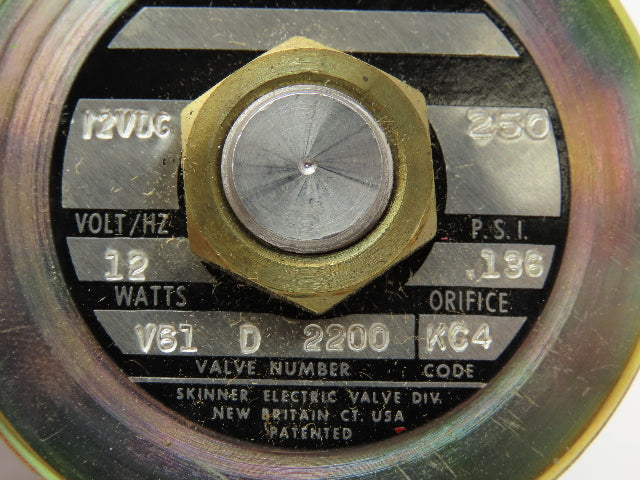 12VDC 250
VOLT/HZ P.S.I.
12 .136
WATTS ORIFICE
V61 D 2200 KC4
VALVE NUMBER CODE
SKINNER ELECTRIC VALVE DIV.
NEW BRITAIN CT. USA
PATENTED